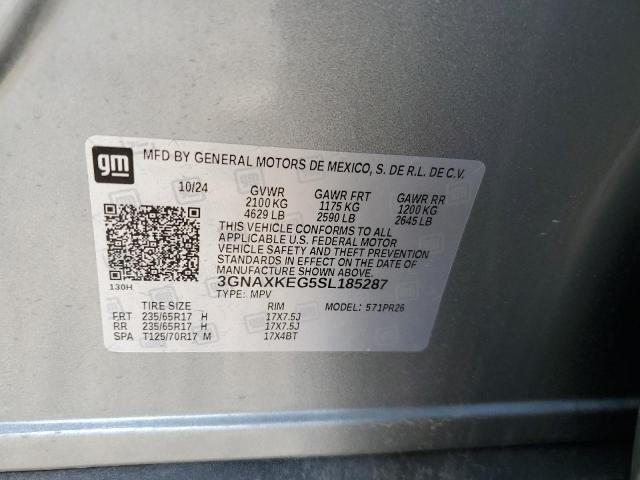 gm
MFD BY GENERAL MOTORS DE MEXICO, S. DE R.L. DE C.V.
10/24 GVWR GAWR FRT GAWR RR
2100 KG 1175 KG 1200 KG
4629 LB 2590 LB 2645 LB
THIS VEHICLE CONFORMS TO ALL
APPLICABLE U.S. FEDERAL MOTOR
VEHICLE SAFETY AND THEFT PREVENTION
STANDARDS IN EFFECT ON THE DATE OF
MANUFACTURE SHOWN ABOVE.
130H 3GNAXKEG5SL185287
TYPE: MPV
TIRE SIZE RIM MODEL: 571PR26
FRT 235/65R17 H 17X7.5J
RR 235/65R17 H 17X7.5J
SPA T125/70R17 M 17X4BT